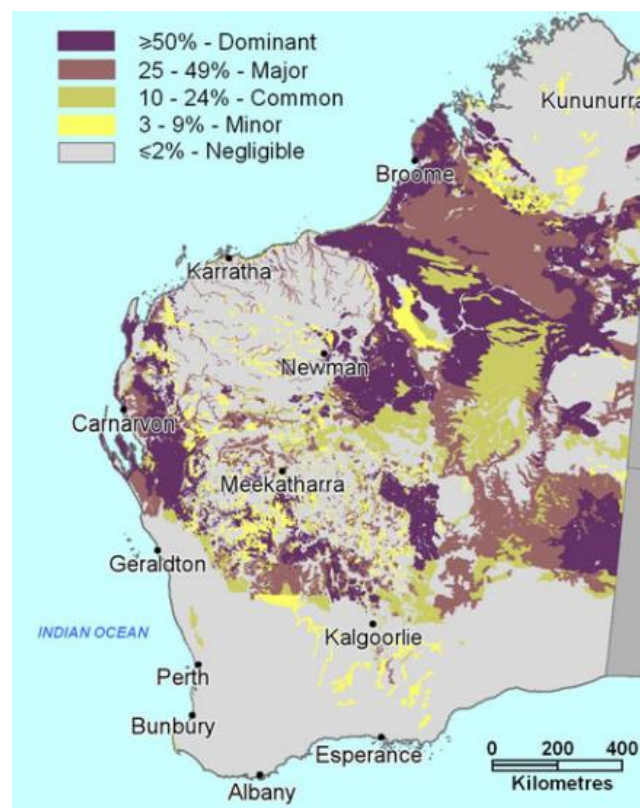 ≥50% - Dominant
25 - 49% - Major
10 - 24% - Common
3 - 9% - Minor
≤2% - Negligible
Kununurra
Broome
Karratha
Newman
Carnarvon
Meekatharra
Geraldton
INDIAN OCEAN
Kalgoorlie
Perth
Bunbury
Esperance
Albany
0 200 400
Kilometres